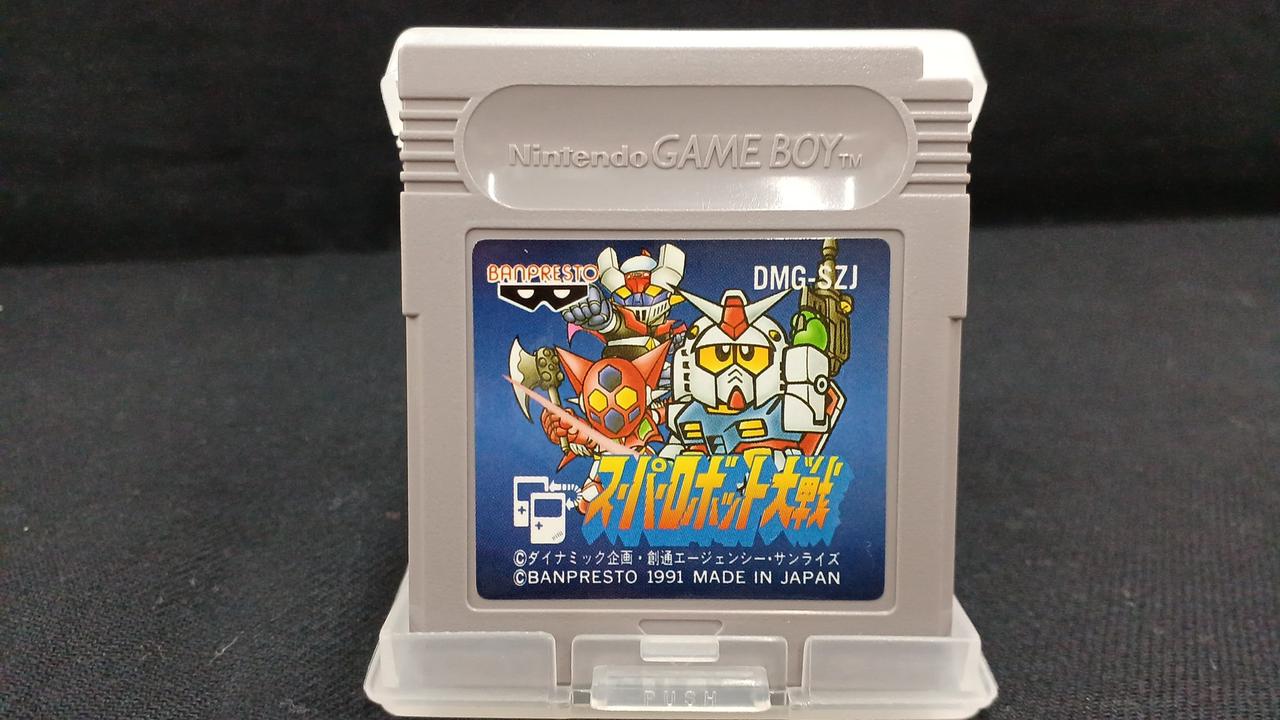 Nintendo GAME BOY TM
BANPRESTO
DMG-SZJ
スーパーロボット大戦
©ダイナミック企画・創通エージェンシー・サンライズ
©BANPRESTO 1991 MADE IN JAPAN
PUSH